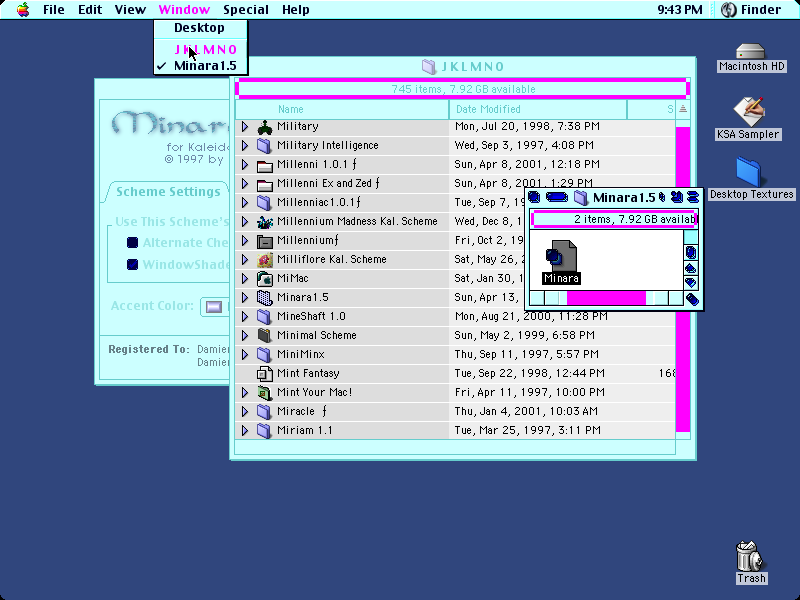 File Edit View Window Special Help 9:43 PM Finder
Desktop
J K L M N O
✓ Minara1.5
Macintosh HD
KSA Sampler
Desktop Textures
Trash
for Kaleid
© 1997 by
Scheme Settings
Use This Scheme's
Alternate Che
WindowShade
Accent Color:
Registered To: Damie
Damie
J K L M N O
745 items, 7.92 GB available
Name Date Modified S
Military Mon, Jul 20, 1998, 7:38 PM
Military Intelligence Wed, Sep 3, 1997, 4:08 PM
Millenni 1.0.1 ƒ Sun, Apr 8, 2001, 12:18 PM
Millenni Ex and Zed ƒ Sun, Apr 8, 2001, 1:29 PM
Millenniac1.0.1ƒ Tue, Sep 7, 19
Millennium Madness Kal. Scheme Wed, Dec 8, 1
Millenniumƒ Fri, Oct 2, 19
Milliflore Kal. Scheme Sat, May 26, 2
MiMac Sat, Jan 30, 1
Minara1.5 Sun, Apr 13,
MineShaft 1.0 Mon, Aug 21, 2000, 11:28 PM
Minimal Scheme Sun, May 2, 1999, 6:58 PM
MiniMinx Thu, Sep 11, 1997, 5:57 PM
Mint Fantasy Tue, Sep 22, 1998, 12:44 PM 168
Mint Your Mac! Fri, Apr 11, 1997, 10:00 PM
Miracle ƒ Thu, Jan 4, 2001, 10:03 AM
Miriam 1.1 Tue, Mar 25, 1997, 3:11 PM
Minara1.5
2 items, 7.92 GB availab
Minara